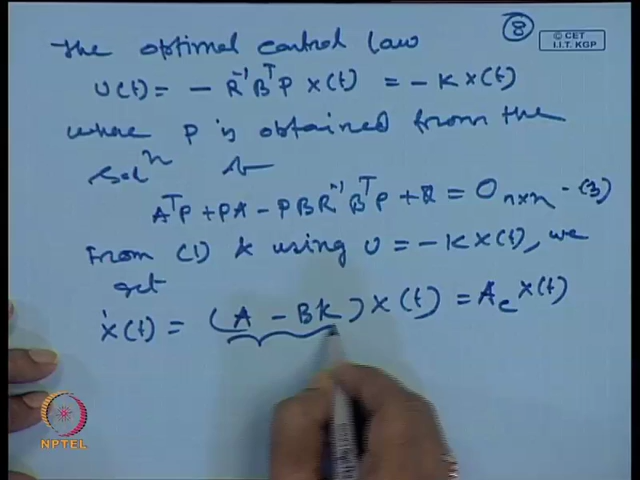 The optimal control law
⑧
© CET
I.I.T. KGP
U(t) = - R⁻¹BᵀP X(t) = - K X(t)
where P is obtained from the
Solⁿ of
AᵀP + PA - PBR⁻¹BᵀP + Q = O n×n - (3)
From (1) & using U = - K X(t), we
get
Ẋ(t) = (A - BK) X(t) = A_c X(t)
NPTEL